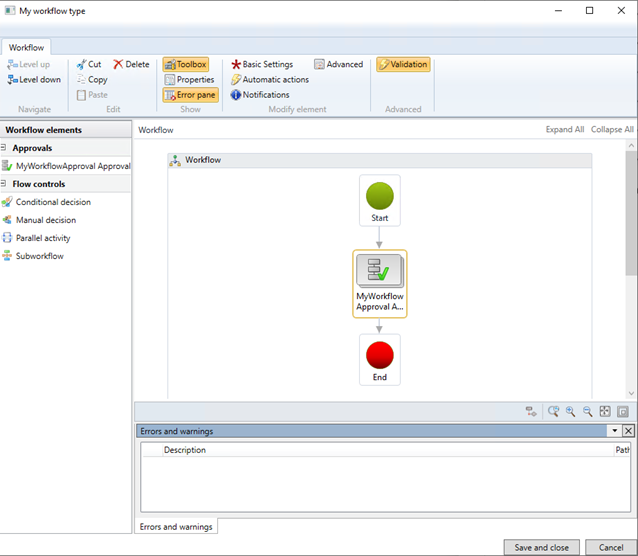 My workflow type
Workflow
Level up
Level down
Navigate
Cut
Delete
Copy
Paste
Edit
Toolbox
Properties
Error pane
Show
Basic Settings
Advanced
Automatic actions
Notifications
Modify element
Validation
Advanced
Workflow elements
Approvals
MyWorkflowApproval Approval
Flow controls
Conditional decision
Manual decision
Parallel activity
Subworkflow
Workflow
Expand All
Collapse All
Workflow
Start
MyWorkflow
Approval A...
End
Errors and warnings
Description
Path
Errors and warnings
Save and close
Cancel